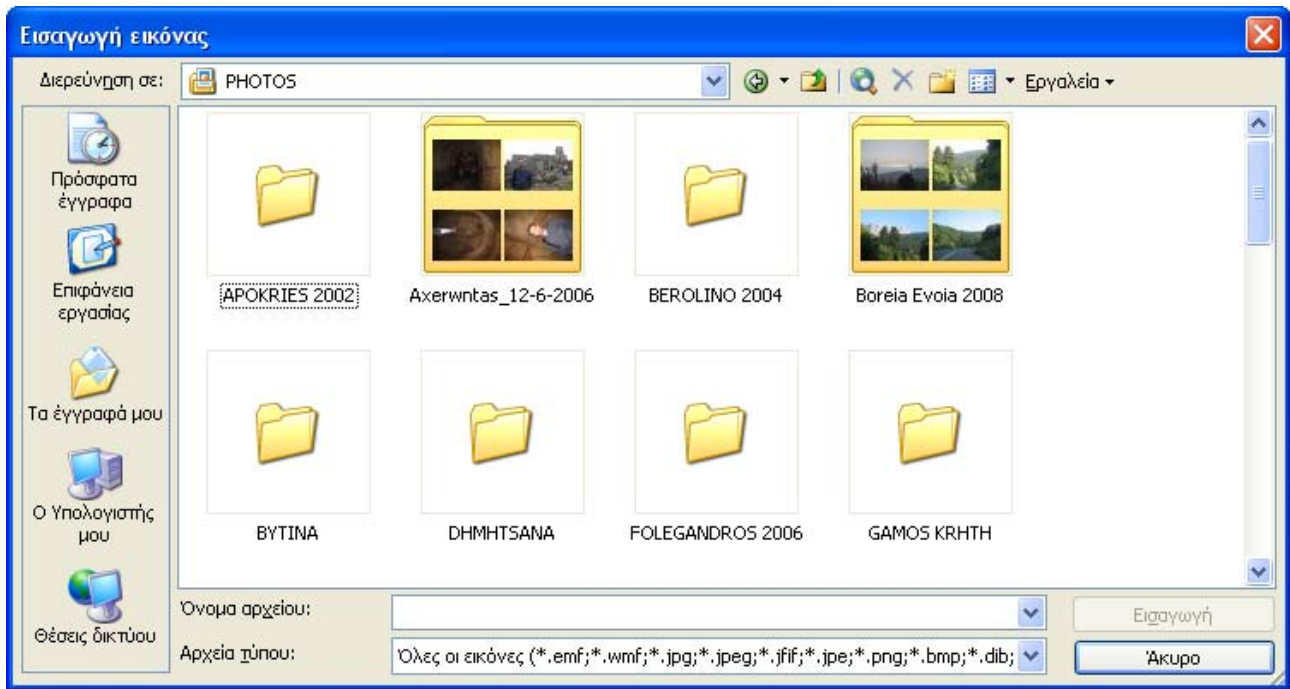 Εισαγωγή εικόνας
Διερεύνηση σε:
PHOTOS
Εργαλεία
Πρόσφατα
έγγραφα
Επιφάνεια
εργασίας
Τα έγγραφά μου
Ο Υπολογιστής
μου
Θέσεις δικτύου
APOKRIES 2002
Axerwntas_12-6-2006
BEROLINO 2004
Boreia Evoia 2008
BYTINA
DHMHTSANA
FOLEGANDROS 2006
GAMOS KRHTH
Όνομα αρχείου:
Εισαγωγή
Αρχεία τύπου:
Όλες οι εικόνες (*.emf;*.wmf;*.jpg;*.jpeg;*.jfif;*.jpe;*.png;*.bmp;*.dib;
Άκυρο